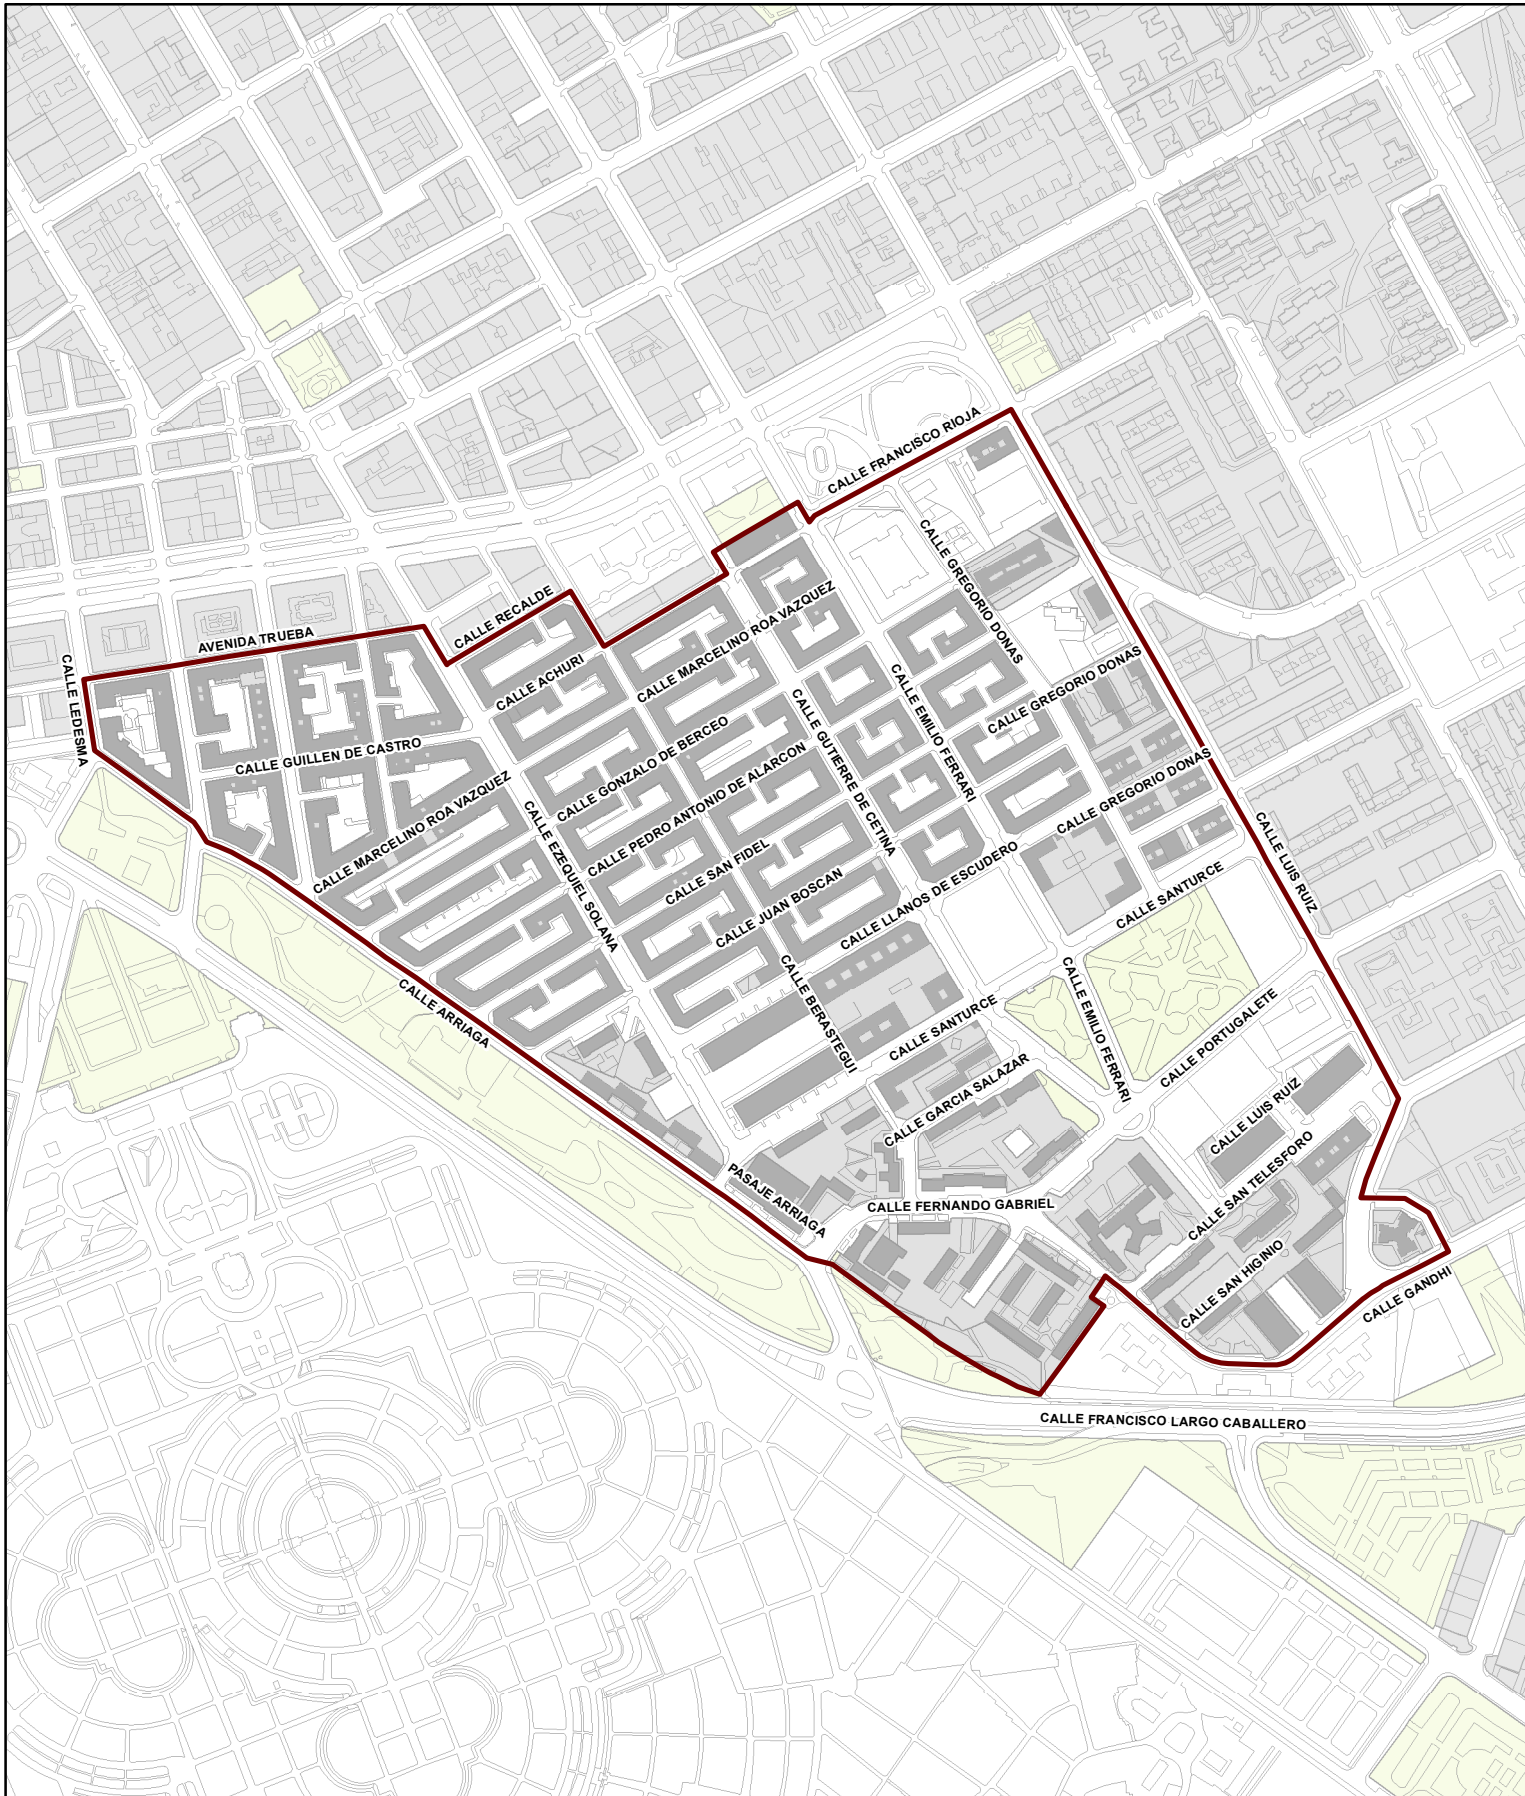 CALLE FRANCISCO RIOJA
CALLE GREGORIO DONAS
CALLE RECALDE
AVENIDA TRUEBA
CALLE LEDESMA
CALLE ACHURI
CALLE MARCELINO ROA VAZQUEZ
CALLE GREGORIO DONAS
CALLE EMILIO FERRARI
CALLE GUTIERRE DE CETINA
CALLE GONZALO DE BERCEO
CALLE GUILLEN DE CASTRO
CALLE PEDRO ANTONIO DE ALARCON
CALLE GREGORIO DONAS
CALLE MARCELINO ROA VAZQUEZ
CALLE EZEQUIEL SOLANA
CALLE SAN FIDEL
CALLE LUIS RUIZ
CALLE JUAN BOSCAN
CALLE LLANOS DE ESCUDERO
CALLE SANTURCE
CALLE ARRIAGA
CALLE BERASTEGUI
CALLE EMILIO FERRARI
CALLE SANTURCE
CALLE PORTUGALETE
CALLE GARCIA SALAZAR
CALLE LUIS RUIZ
CALLE SAN TELESFORO
PASAJE ARRIAGA
CALLE FERNANDO GABRIEL
CALLE SAN HIGINIO
CALLE GANDHI
CALLE FRANCISCO LARGO CABALLERO